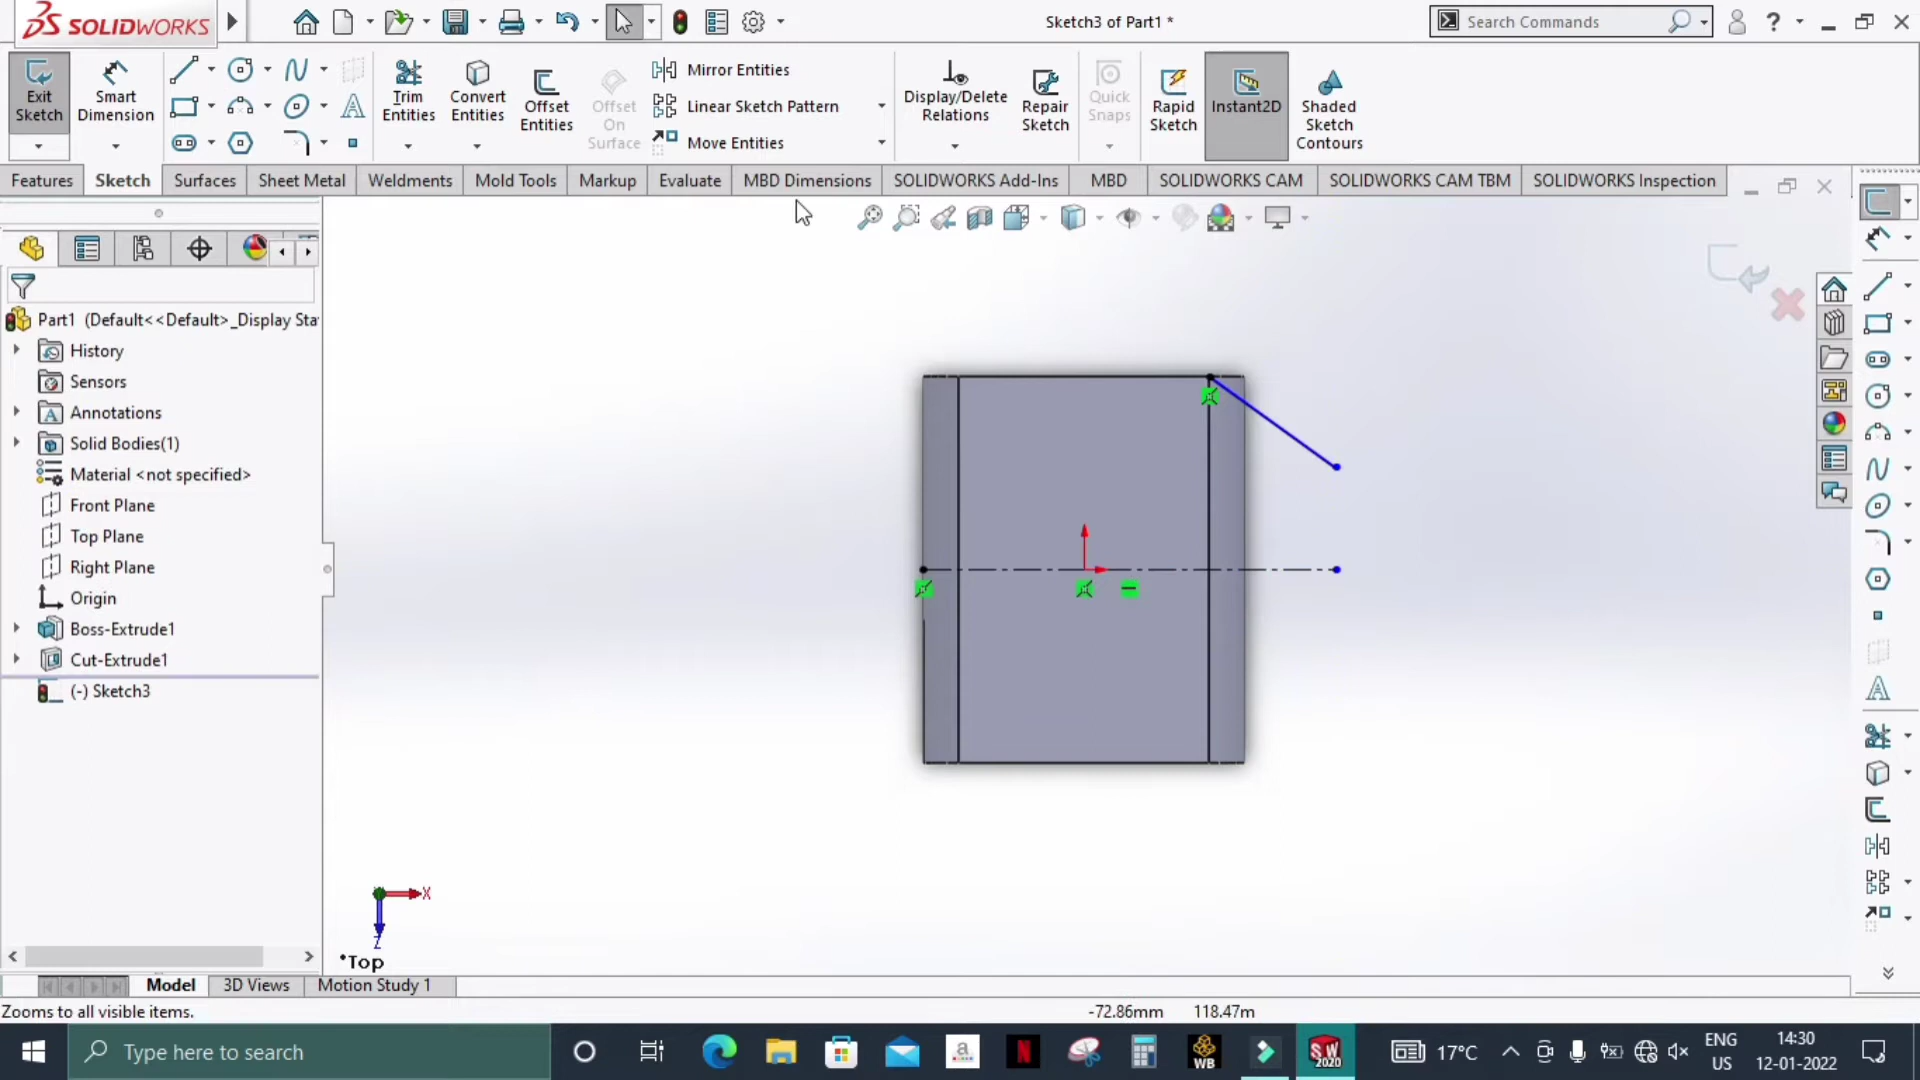 SOLIDWORKS
Sketch3 of Part1 *
Search Commands
?
Exit Sketch
Smart Dimension
Trim Entities
Convert Entities
Offset Entities
Offset On Surface
Mirror Entities
Linear Sketch Pattern
Move Entities
Display/Delete Relations
Repair Sketch
Quick Snaps
Rapid Sketch
Instant2D
Shaded Sketch Contours
Features
Sketch
Surfaces
Sheet Metal
Weldments
Mold Tools
Markup
Evaluate
MBD Dimensions
SOLIDWORKS Add-Ins
MBD
SOLIDWORKS CAM
SOLIDWORKS CAM TBM
SOLIDWORKS Inspection
Part1 (Default<<Default>_Display Sta
History
Sensors
Annotations
Solid Bodies(1)
Material <not specified>
Front Plane
Top Plane
Right Plane
Origin
Boss-Extrude1
Cut-Extrude1
(-) Sketch3
X
Z
*Top
Model
3D Views
Motion Study 1
Zooms to all visible items.
-72.86mm 118.47m
Type here to search
a
N
WB
SW 2020
17°C
ENG
US
14:30
12-01-2022